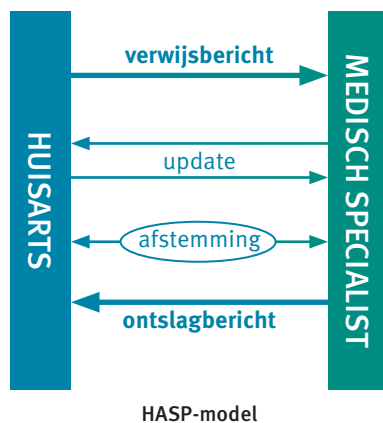 verwijsbericht
HUISARTS
MEDISCH SPECIALIST
update
afstemming
ontslagbericht
HASP-model